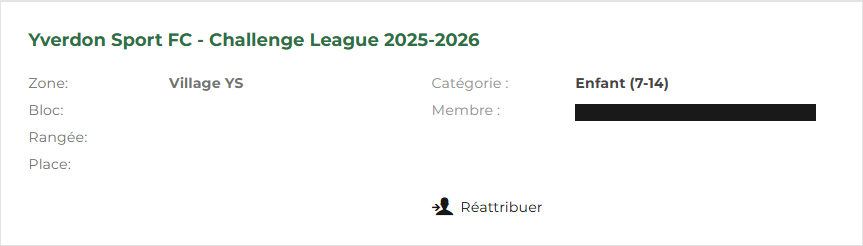 Yverdon Sport FC - Challenge League 2025-2026
Zone: Village YS
Bloc:
Rangée:
Place:
Catégorie : Enfant (7-14)
Membre :
Réattribuer